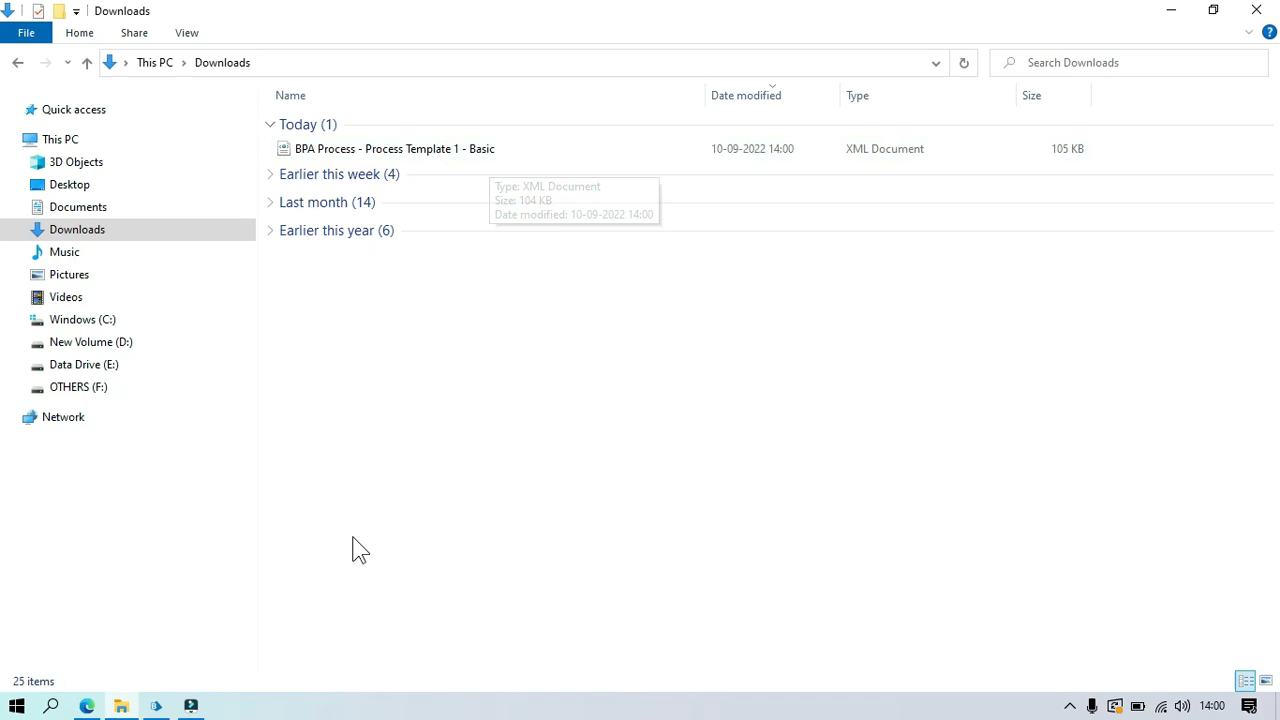 Downloads
File Home Share View
This PC Downloads Search Downloads
Name Date modified Type Size
Quick access
This PC
3D Objects
Desktop
Documents
Downloads
Music
Pictures
Videos
Windows (C:)
New Volume (D:)
Data Drive (E:)
OTHERS (F:)
Network
Today (1)
BPA Process - Process Template 1 - Basic 10-09-2022 14:00 XML Document 105 KB
Earlier this week (4)
Last month (14)
Earlier this year (6)
Type: XML Document
Size: 104 KB
Date modified: 10-09-2022 14:00
25 items
14:00